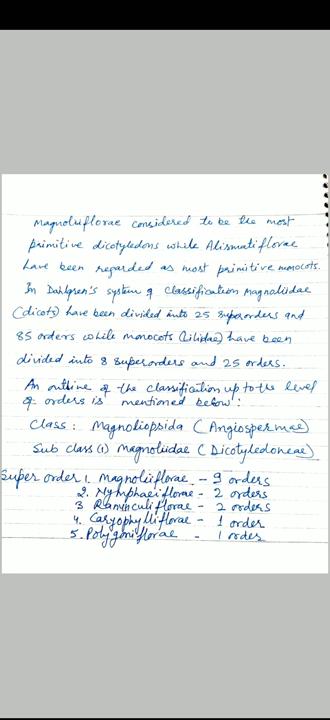 Magnoliiflorae considered to be the most
primitive dicotyledons while Alismatiflorae
have been regarded as most primitive monocots.
In Dahlgren's system of classification Magnoliidae
(dicots) have been divided into 25 superorders and
85 orders while monocots (Liliidae) have been
divided into 8 superorders and 25 orders.
An outline of the classification up to the level
of orders is mentioned below:
Class: Magnoliopsida (Angiospermae)
Sub class (1) Magnoliidae (Dicotyledoneae)
Super order 1. Magnoliiflorae - 9 orders
2. Nymphaeiflorae - 2 orders
3 Ranunculiflorae - 2 orders
4. Caryophylliflorae - 1 order
5. Polygoniflorae - 1 order